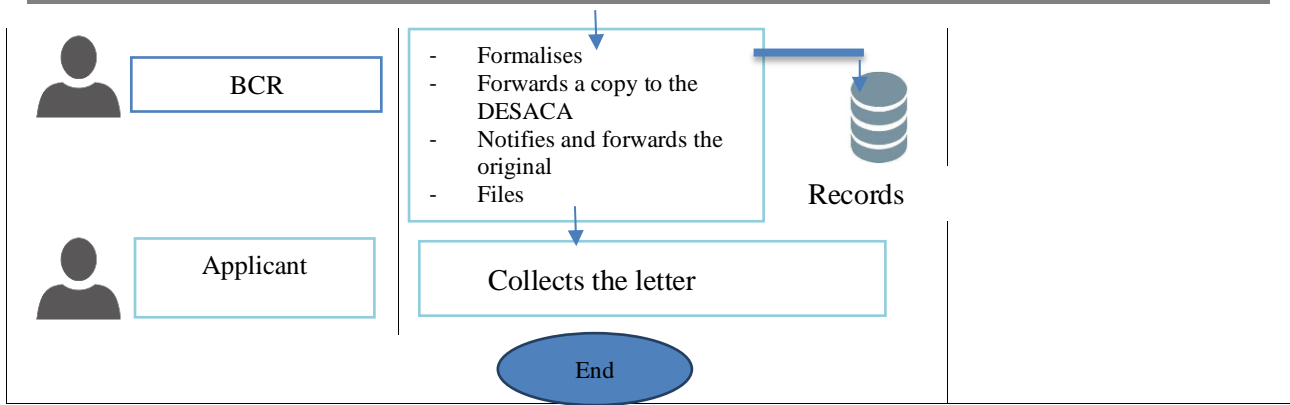 BCR
- Formalises
- Forwards a copy to the
DESACA
- Notifies and forwards the
original
- Files
Records
Applicant
Collects the letter
End